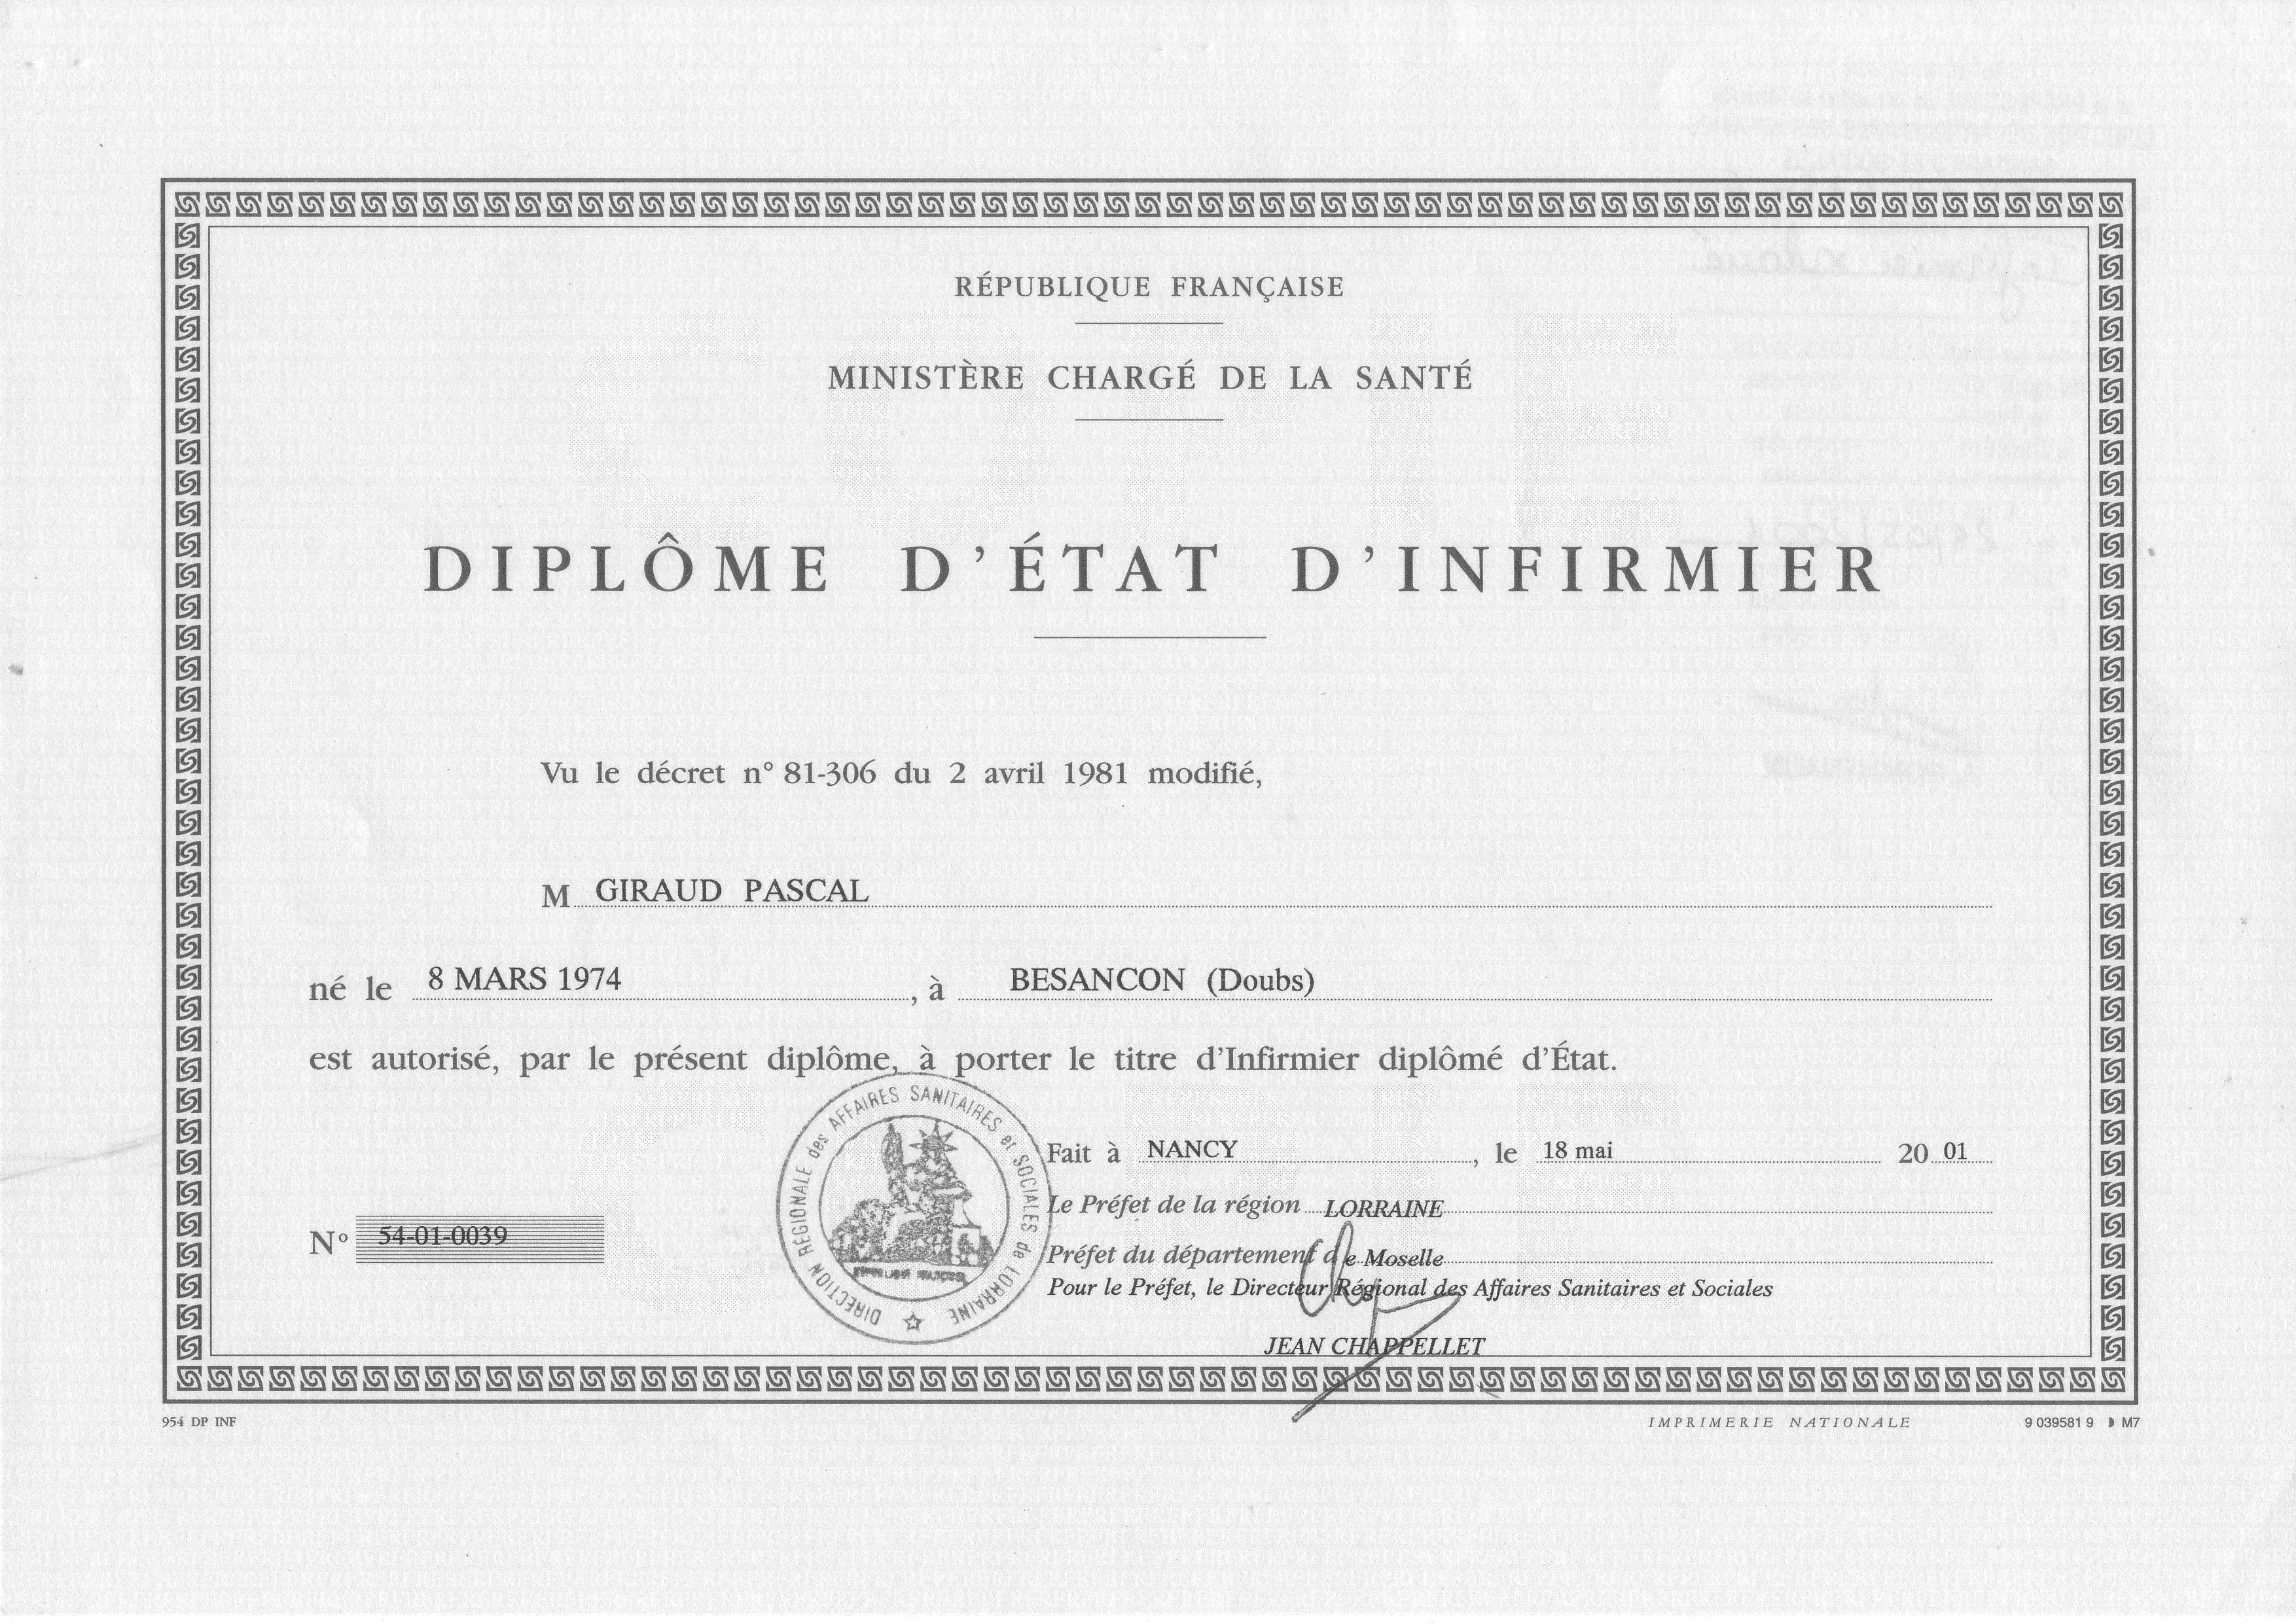 RÉPUBLIQUE FRANÇAISE
MINISTÈRE CHARGÉ DE LA SANTÉ
DIPLÔME D'ÉTAT D'INFIRMIER
Vu le décret n° 81-306 du 2 avril 1981 modifié,
M GIRAUD PASCAL
né le 8 MARS 1974, à BESANCON (Doubs)
est autorisé, par le présent diplôme, à porter le titre d'Infirmier diplômé d'État.
Fait à NANCY, le 18 mai 20 01
Le Préfet de la région LORRAINE
Nº 54-01-0039
Préfet du département de Moselle
Pour le Préfet, le Directeur Régional des Affaires Sanitaires et Sociales
JEAN CHAPPELLET
DIRECTION RÉGIONALE des AFFAIRES SANITAIRES et SOCIALES de LORRAINE
954 DP INF
IMPRIMERIE NATIONALE
9 039581 9 M7